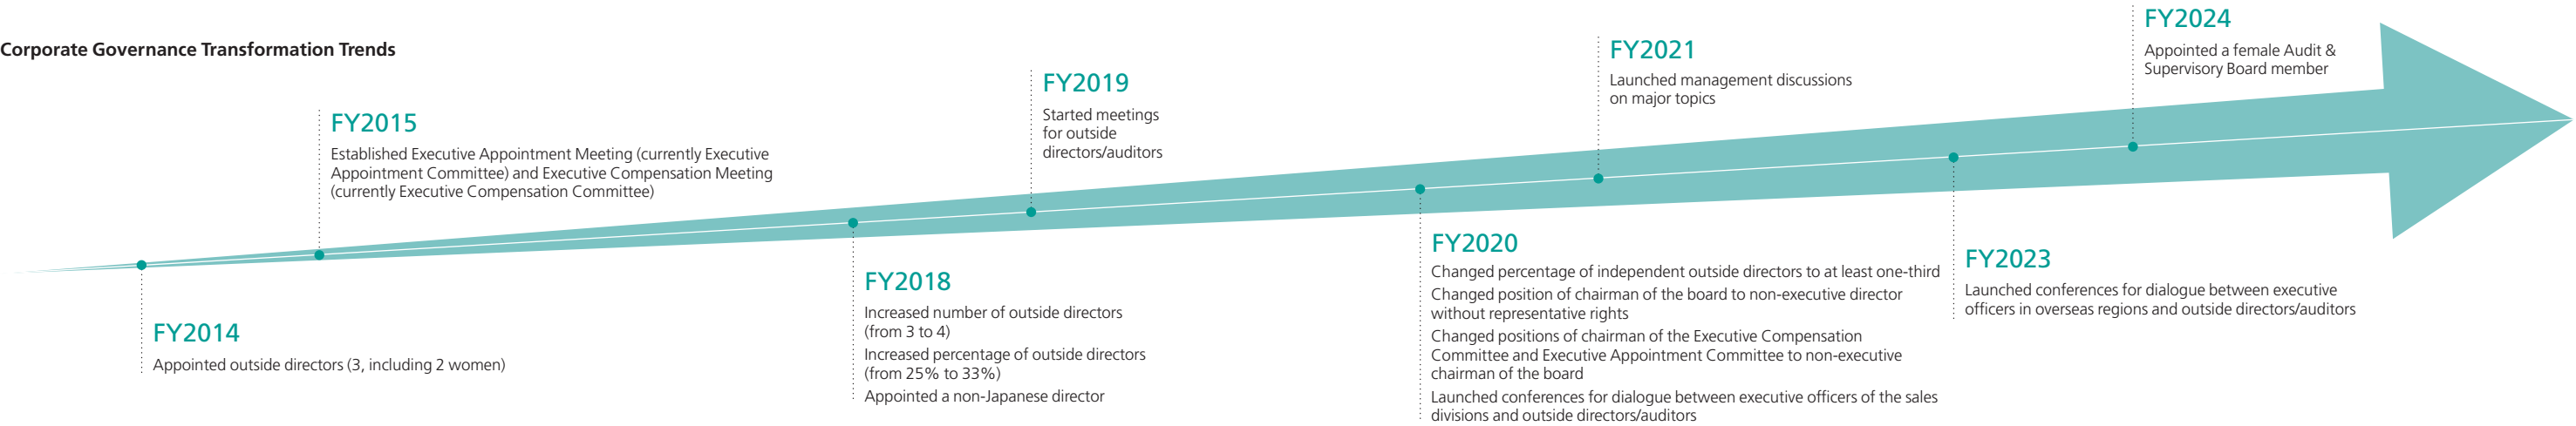 Corporate Governance Transformation Trends
FY2014
Appointed outside directors (3, including 2 women)
FY2015
Established Executive Appointment Meeting (currently Executive
Appointment Committee) and Executive Compensation Meeting
(currently Executive Compensation Committee)
FY2018
Increased number of outside directors
(from 3 to 4)
Increased percentage of outside directors
(from 25% to 33%)
Appointed a non-Japanese director
FY2019
Started meetings
for outside
directors/auditors
FY2020
Changed percentage of independent outside directors to at least one-third
Changed position of chairman of the board to non-executive director
without representative rights
Changed positions of chairman of the Executive Compensation
Committee and Executive Appointment Committee to non-executive
chairman of the board
Launched conferences for dialogue between executive officers of the sales
divisions and outside directors/auditors
FY2021
Launched management discussions
on major topics
FY2023
Launched conferences for dialogue between executive
officers in overseas regions and outside directors/auditors
FY2024
Appointed a female Audit &
Supervisory Board member